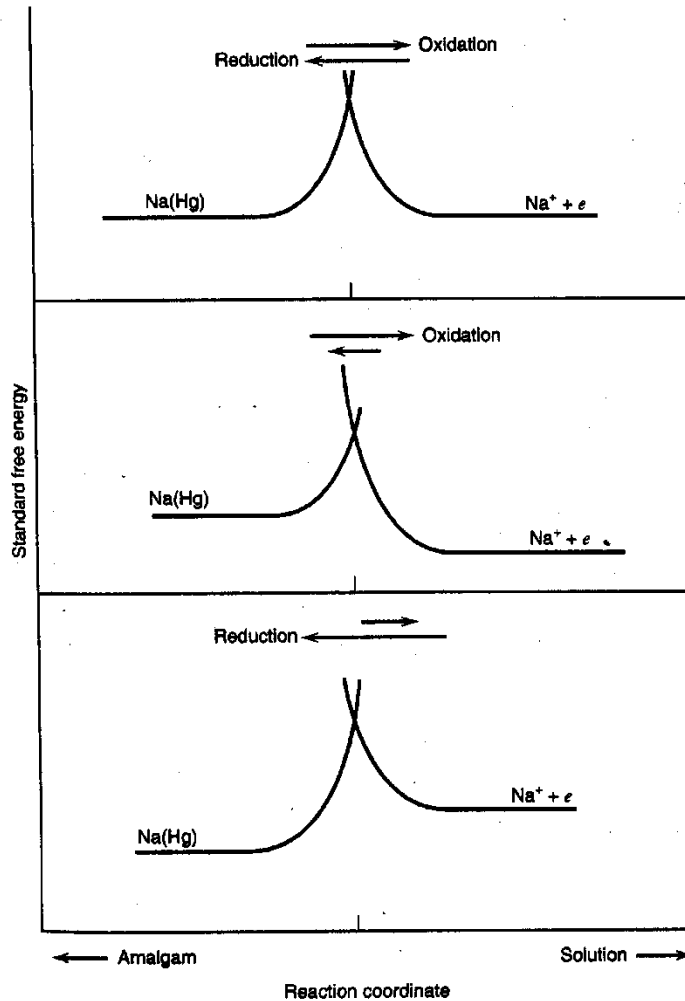 Oxidation
Reduction
Na(Hg)
Na⁺ + e
Oxidation
Na(Hg)
Na⁺ + e
Reduction
Na⁺ + e
Na(Hg)
Standard free energy
Amalgam
Solution
Reaction coordinate